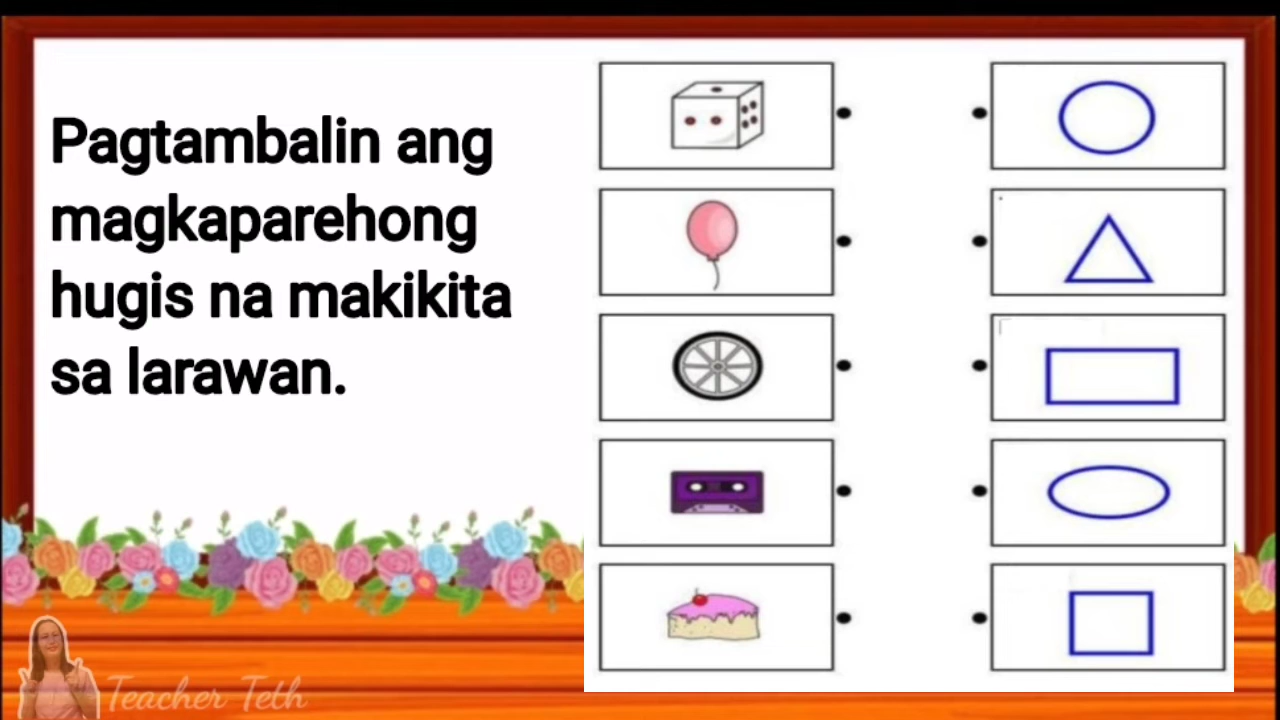 Pagtambalin ang
magkaparehong
hugis na makikita
sa larawan.
Teacher Teth